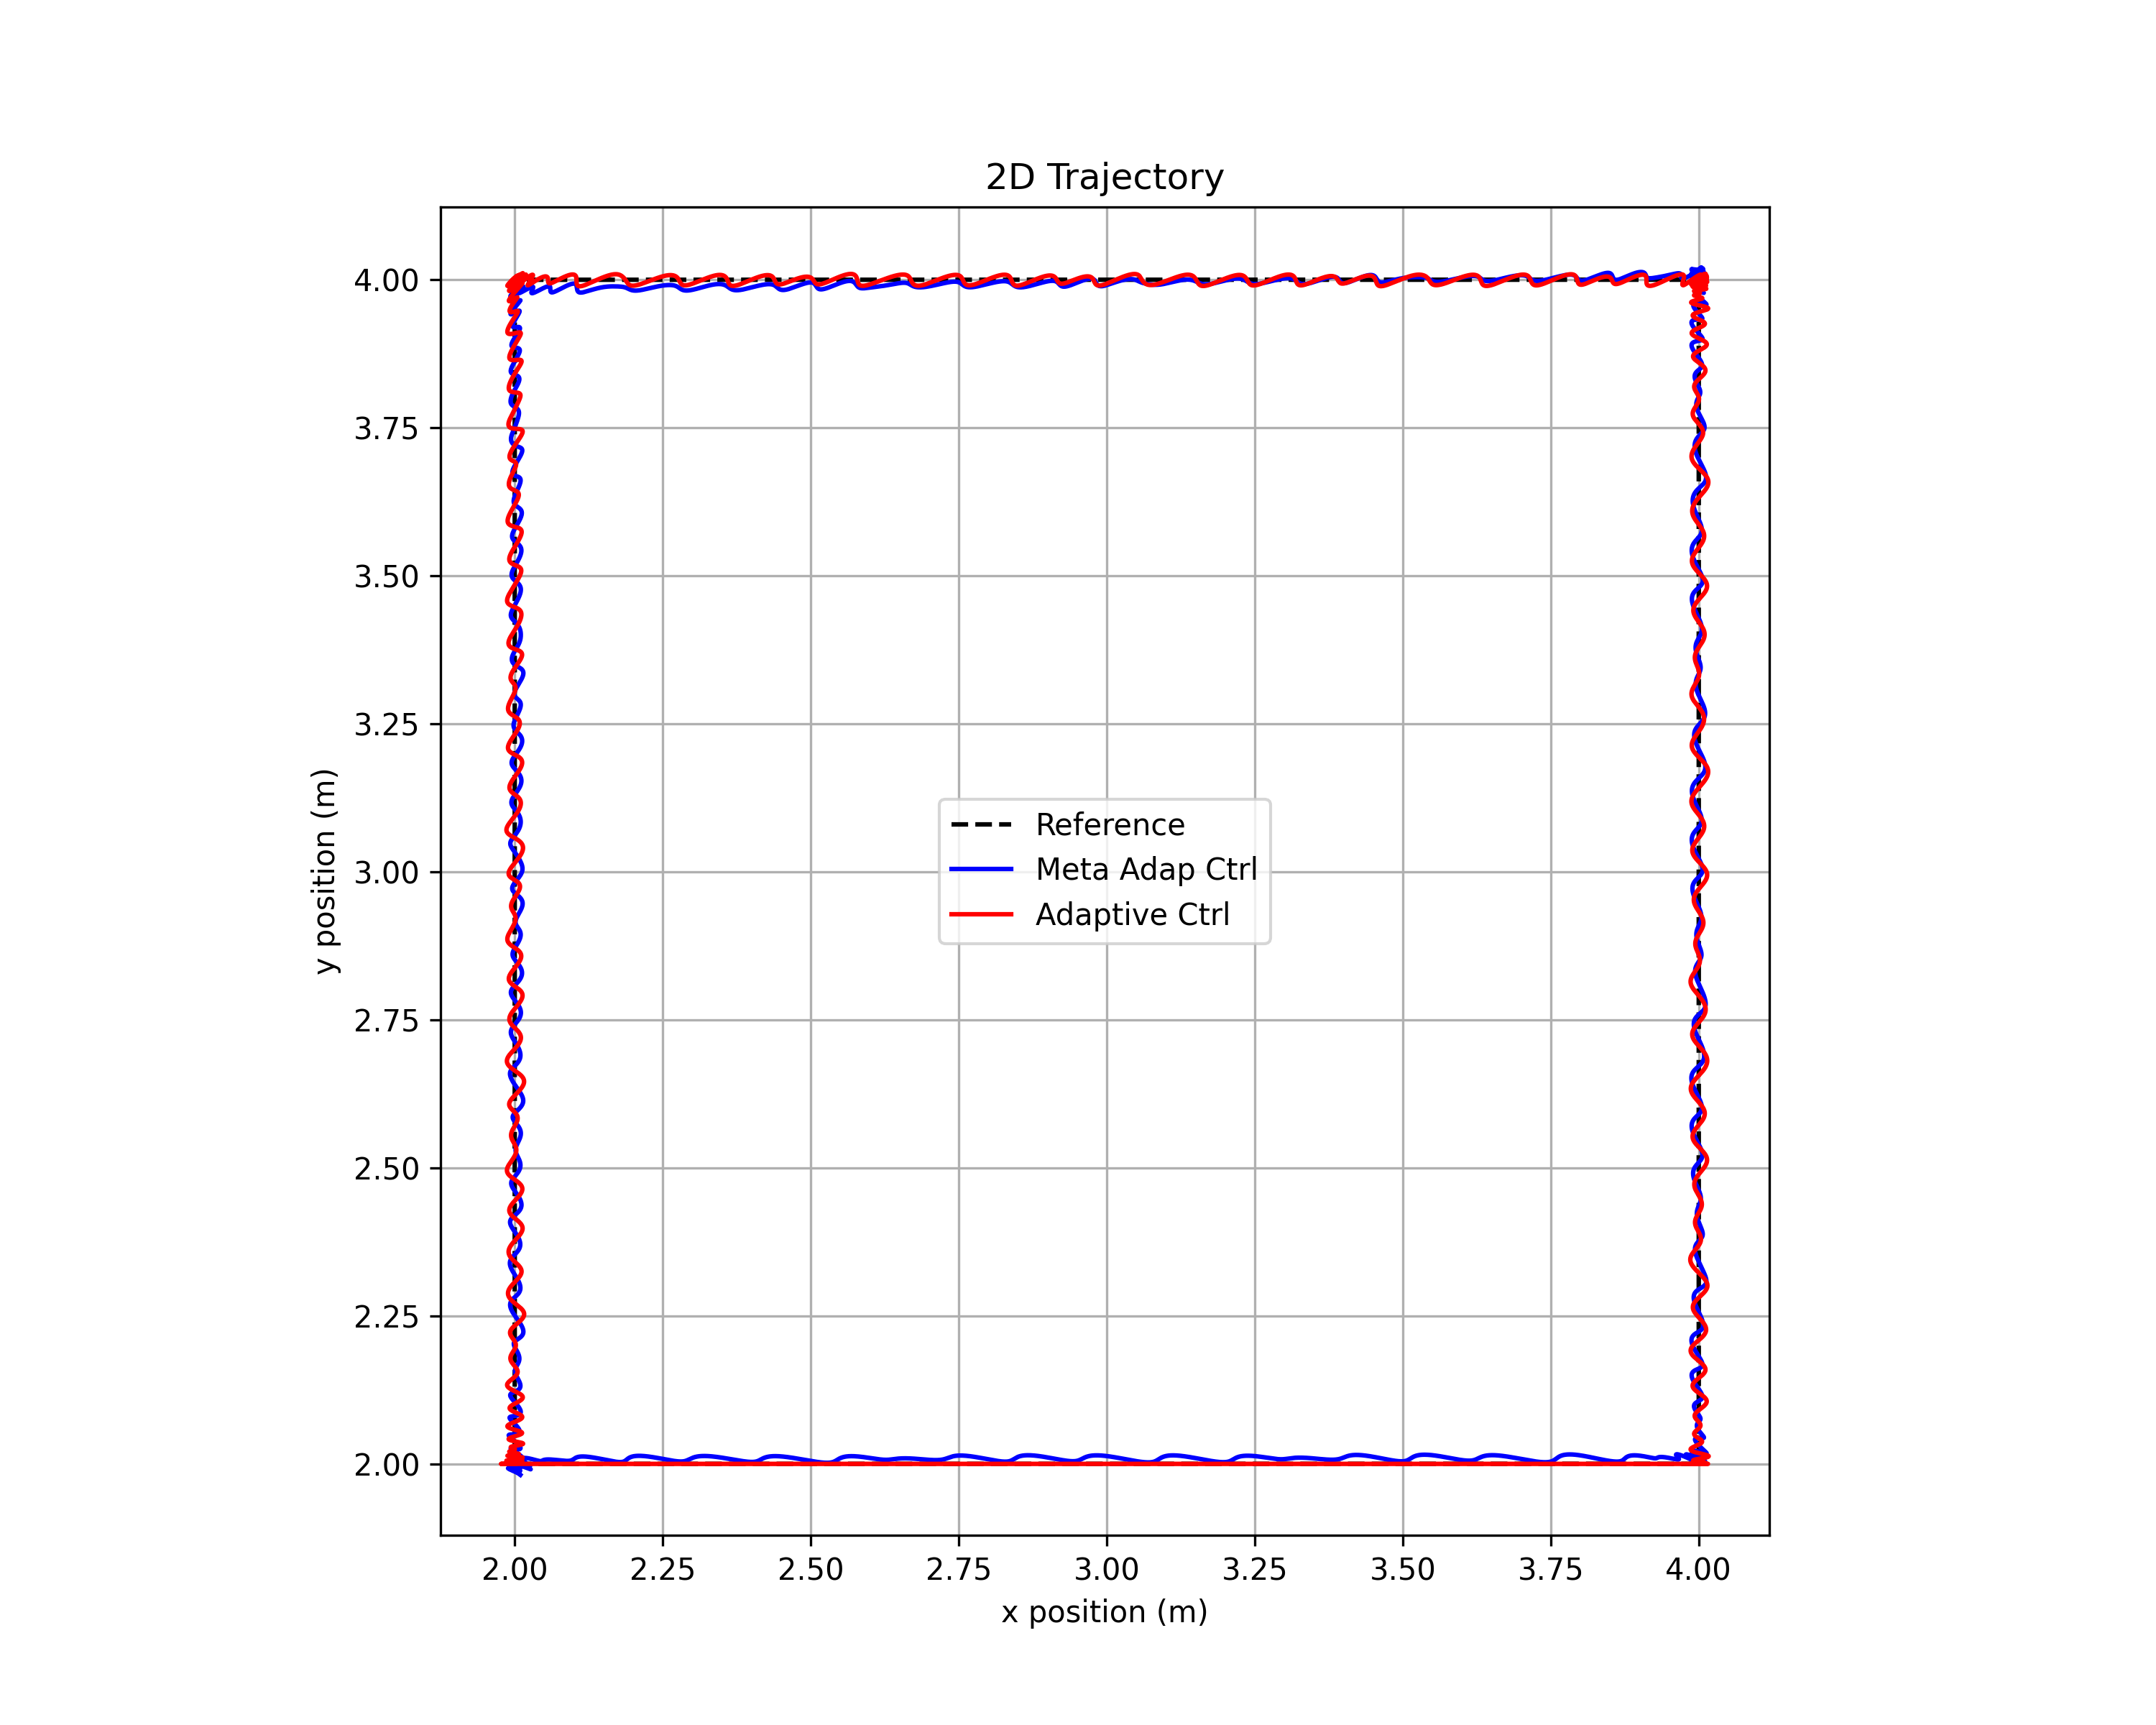 2D Trajectory
y position (m)
4.00
3.75
3.50
3.25
3.00
2.75
2.50
2.25
2.00
Reference
Meta Adap Ctrl
Adaptive Ctrl
2.00 2.25 2.50 2.75 3.00 3.25 3.50 3.75 4.00
x position (m)